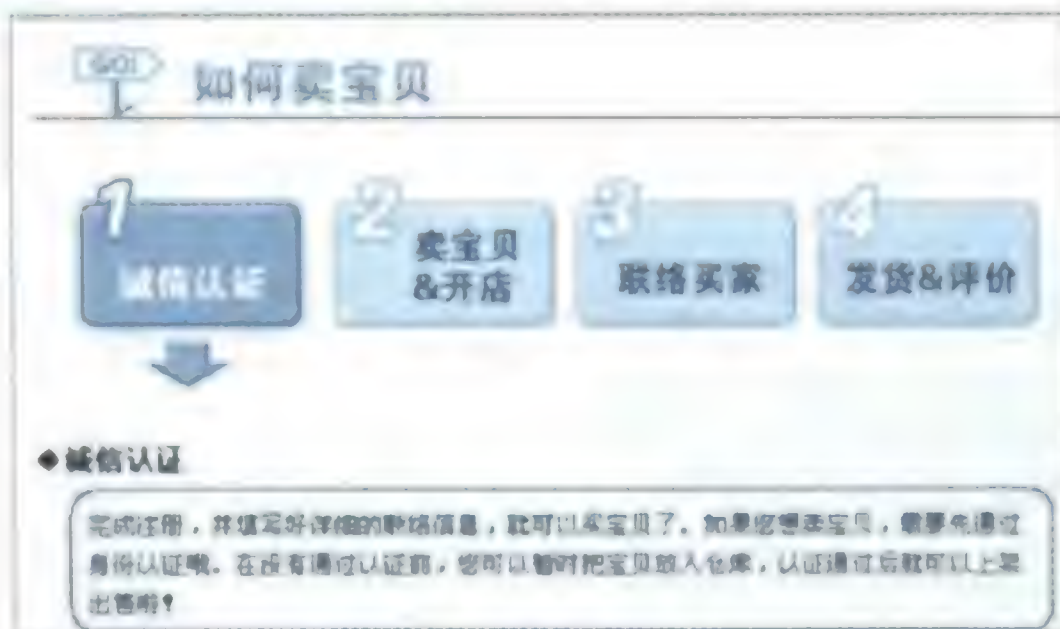 GO!
如何卖宝贝
1
诚信认证
2
卖宝贝
&开店
3
联络买家
4
发货&评价
◆诚信认证
完成注册，并填写好详细的联络信息，就可以买宝贝了。如果您想卖宝贝，需要先通过
身份认证哦。在没有通过认证前，您可以暂时把宝贝放入仓库，认证通过后就可以上架
出售啦！